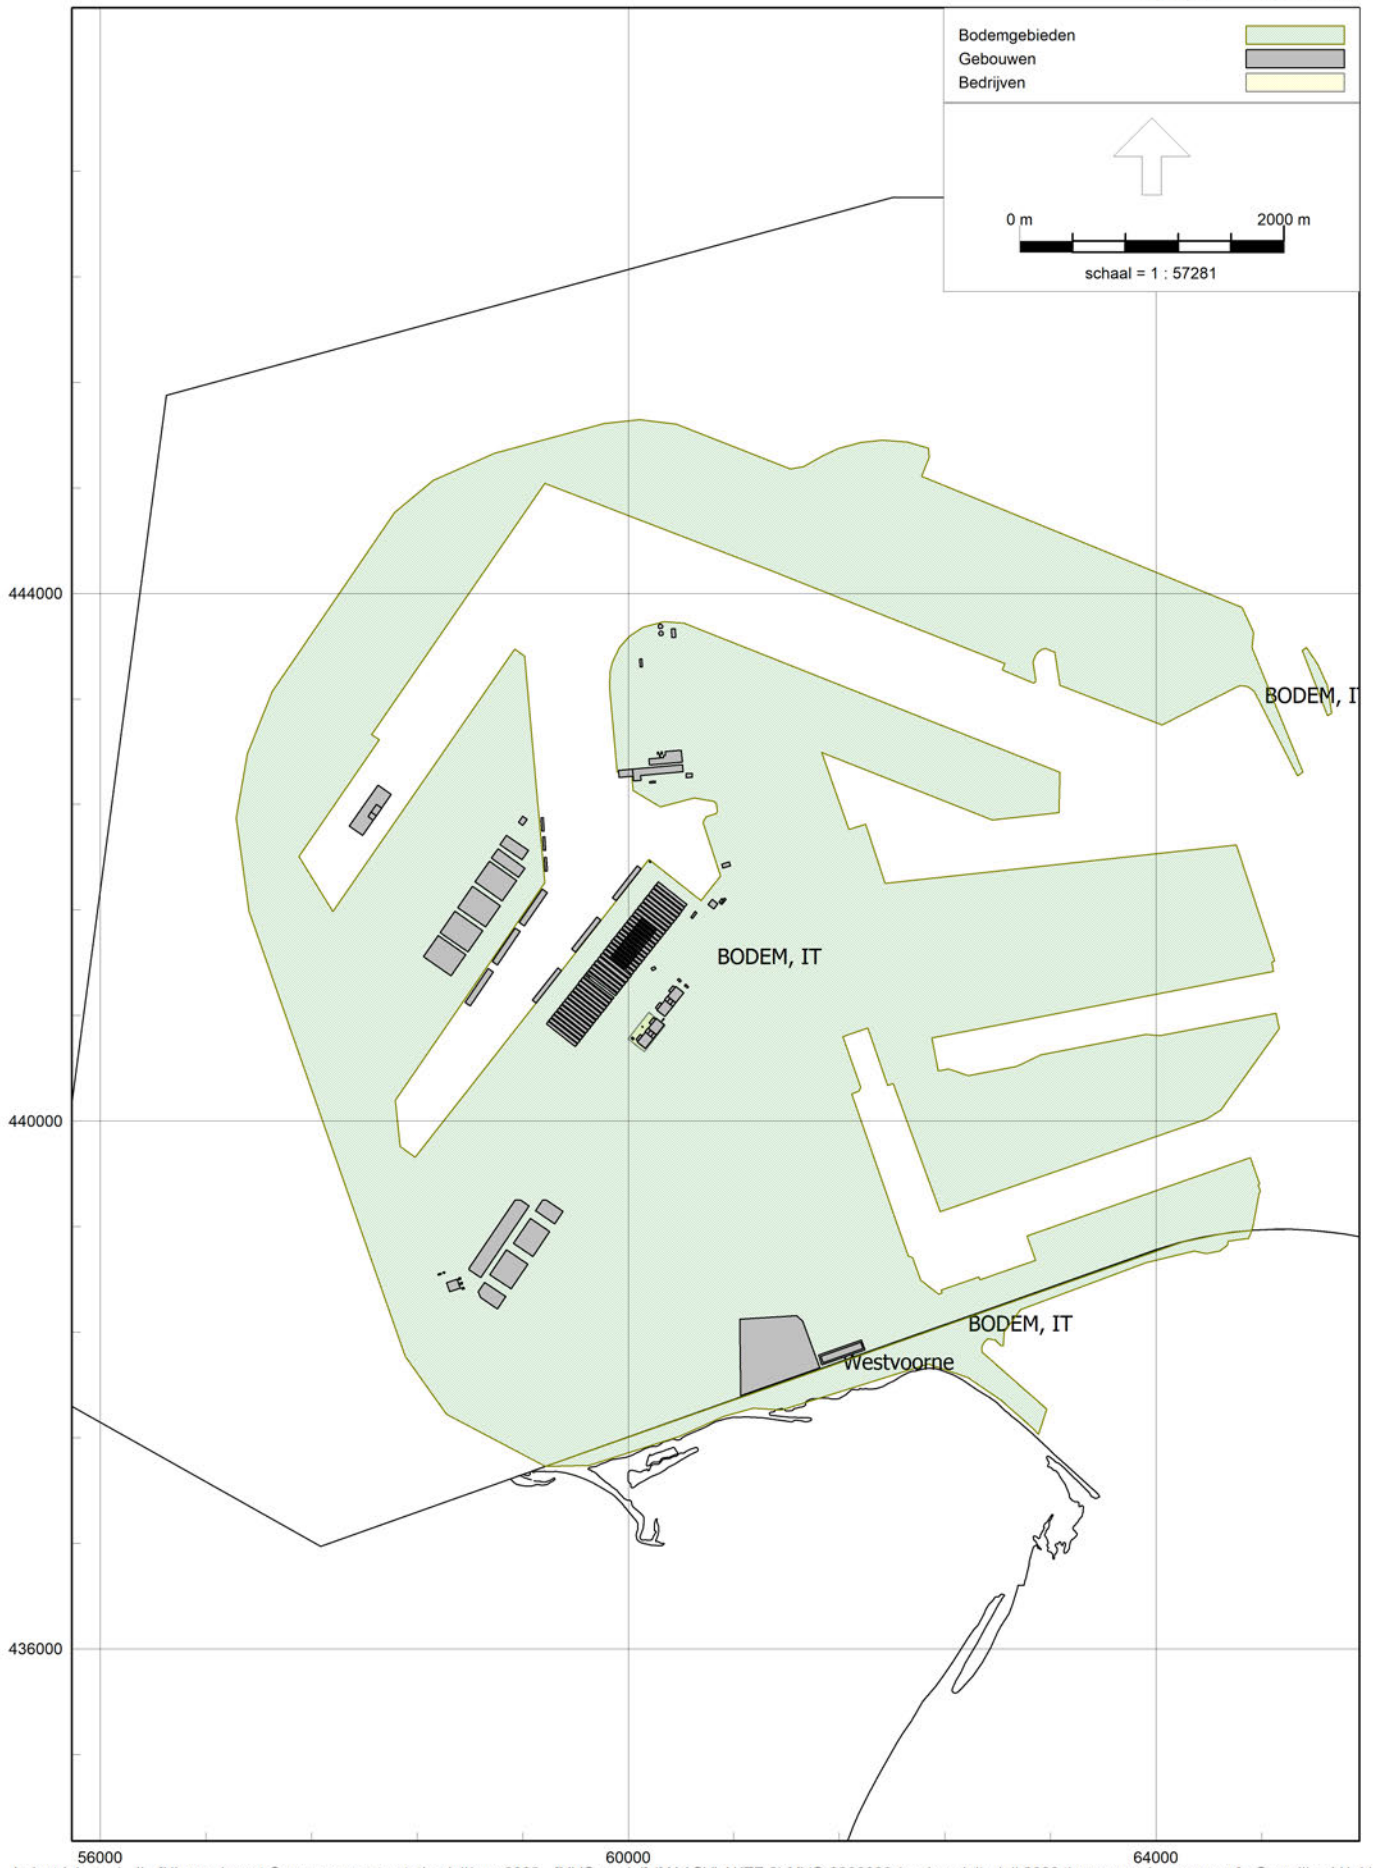 Bodemgebieden
Gebouwen
Bedrijven
0 m 2000 m
schaal = 1 : 57281
444000
BODEM, IT
BODEM, IT
440000
BODEM, IT
Westvoorne
436000
56000 60000 64000